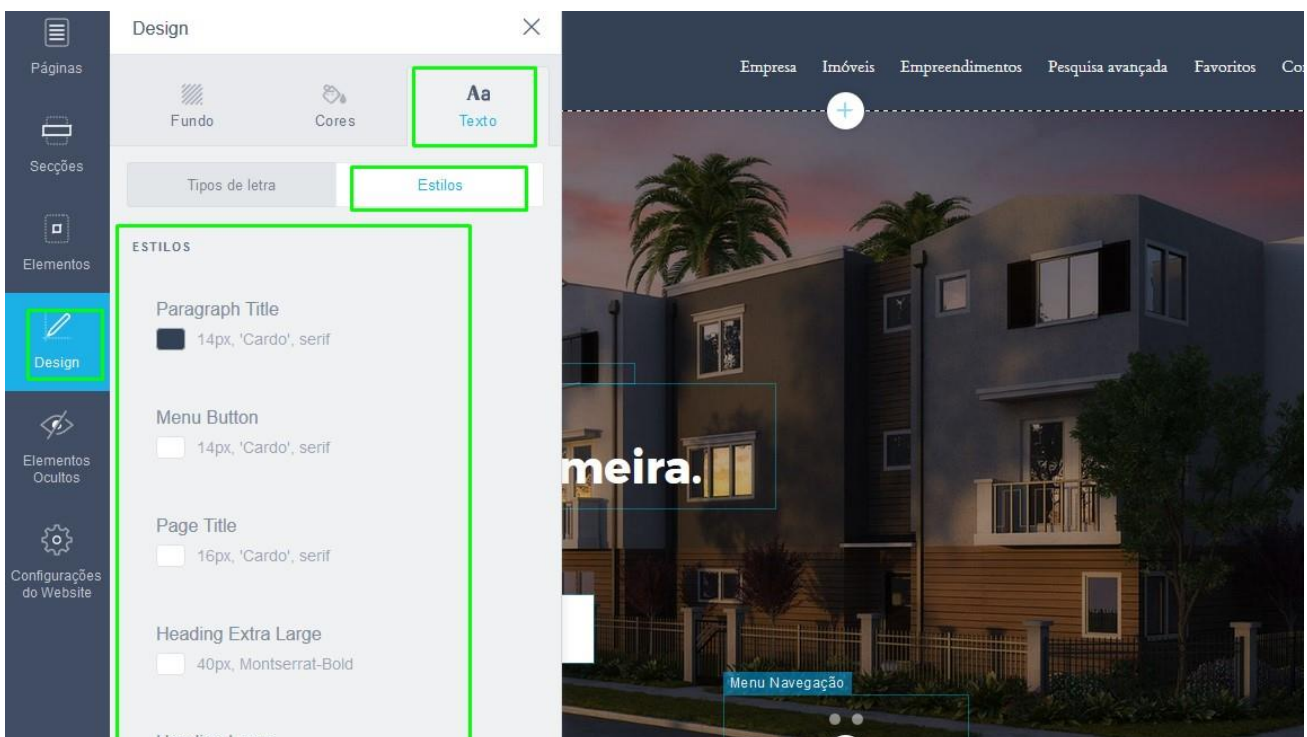 Páginas
Secções
Elementos
Design
Elementos
Ocultos
Configurações
do Website
Design
Fundo
Cores
Aa
Texto
Tipos de letra
Estilos
ESTILOS
Paragraph Title
14px, 'Cardo', serif
Menu Button
14px, 'Cardo', serif
Page Title
16px, 'Cardo', serif
Heading Extra Large
40px, Montserrat-Bold
Empresa Imóveis Empreendimentos Pesquisa avançada Favoritos
meira.
Menu Navegação